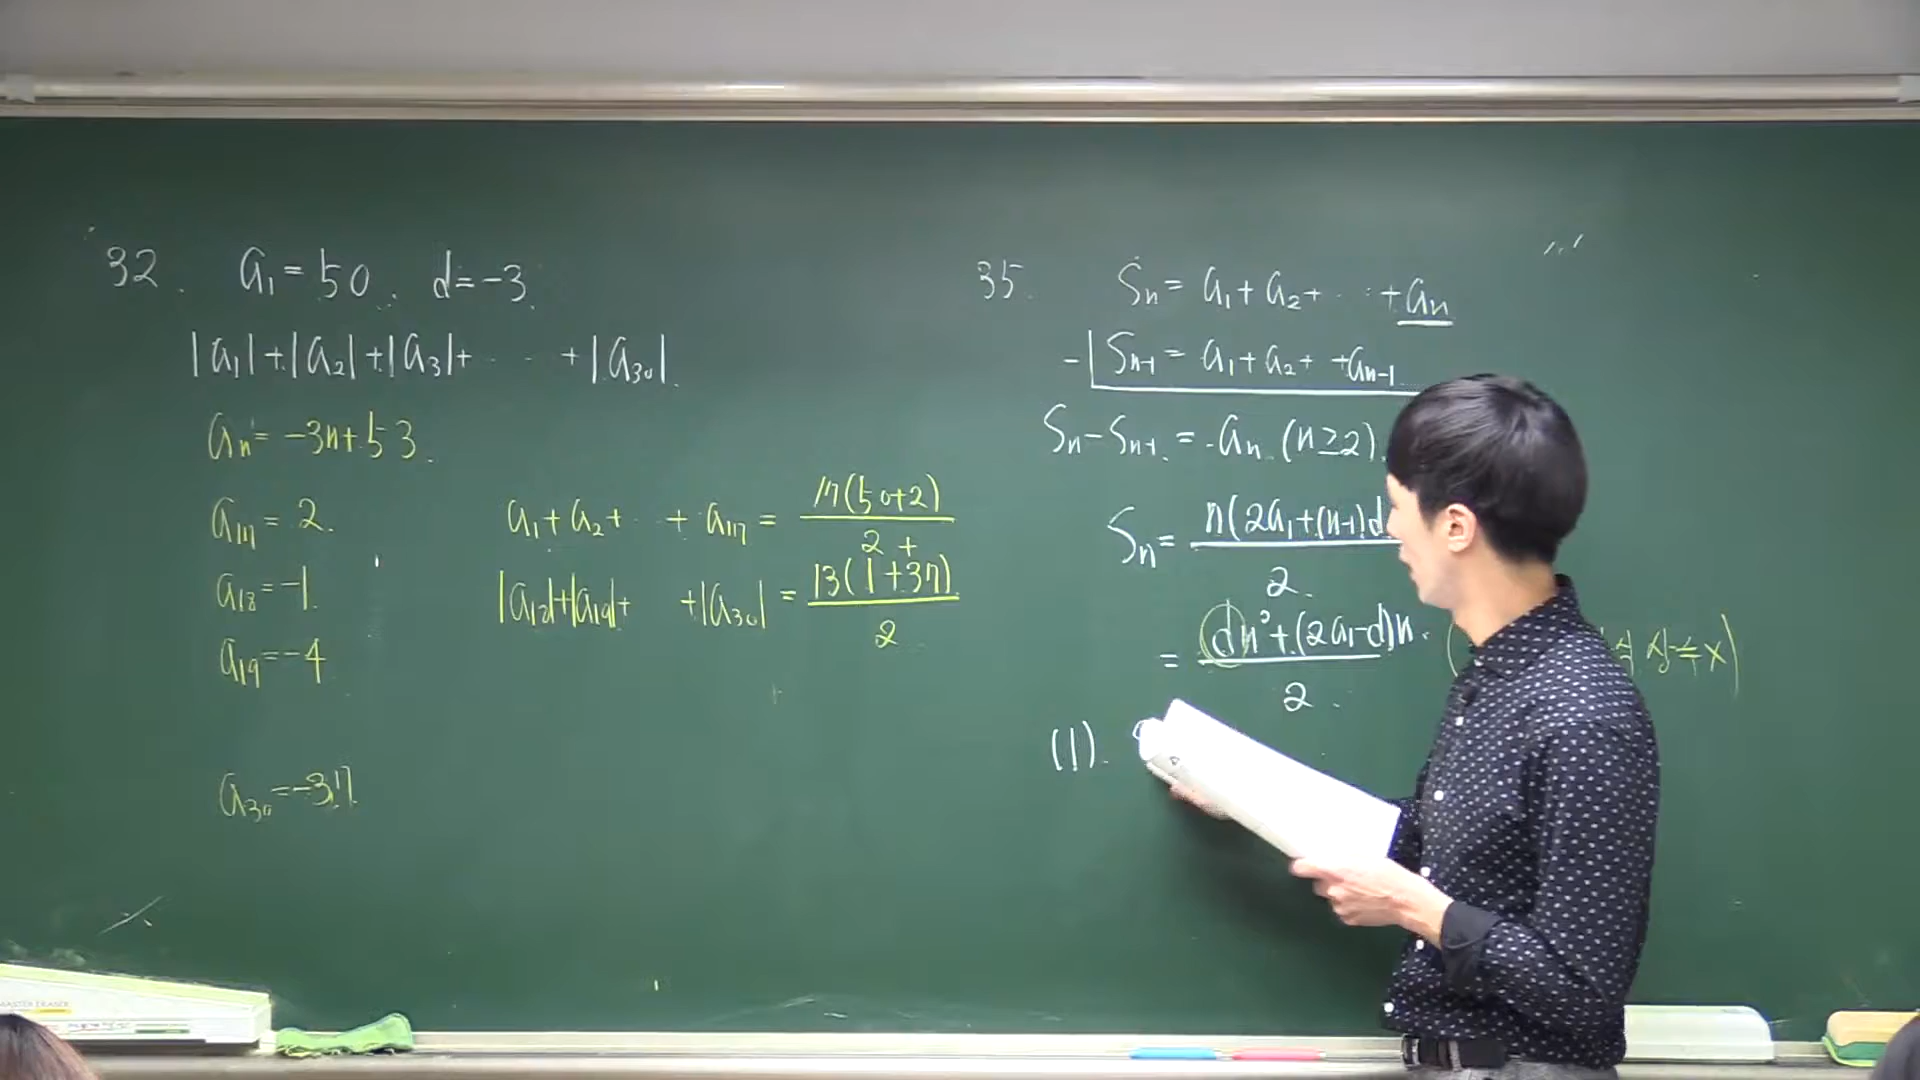 32. a₁=50. d=-3.
|a₁|+|a₂|+|a₃|+ ⋯ +|a₃₀|.
aₙ=-3n+53.
a₁₇=2.
a₁₈=-1.
a₁₉=-4
a₃₀=-37
a₁+a₂+ ⋯ +a₁₇ = 17(50+2)/2
+
|a₁₈|+|a₁₉|+ +|a₃₀| = 13(1+37)/2
35. Sₙ= a₁+a₂+ ⋯ +aₙ
-| Sₙ₋₁= a₁+a₂+ +aₙ₋₁
Sₙ-Sₙ₋₁ = aₙ (n≥2)
Sₙ= n(2a₁+(n-1)d/2.
= dn²+(2a₁-d)n/2.
(1).
MASTER ERASER